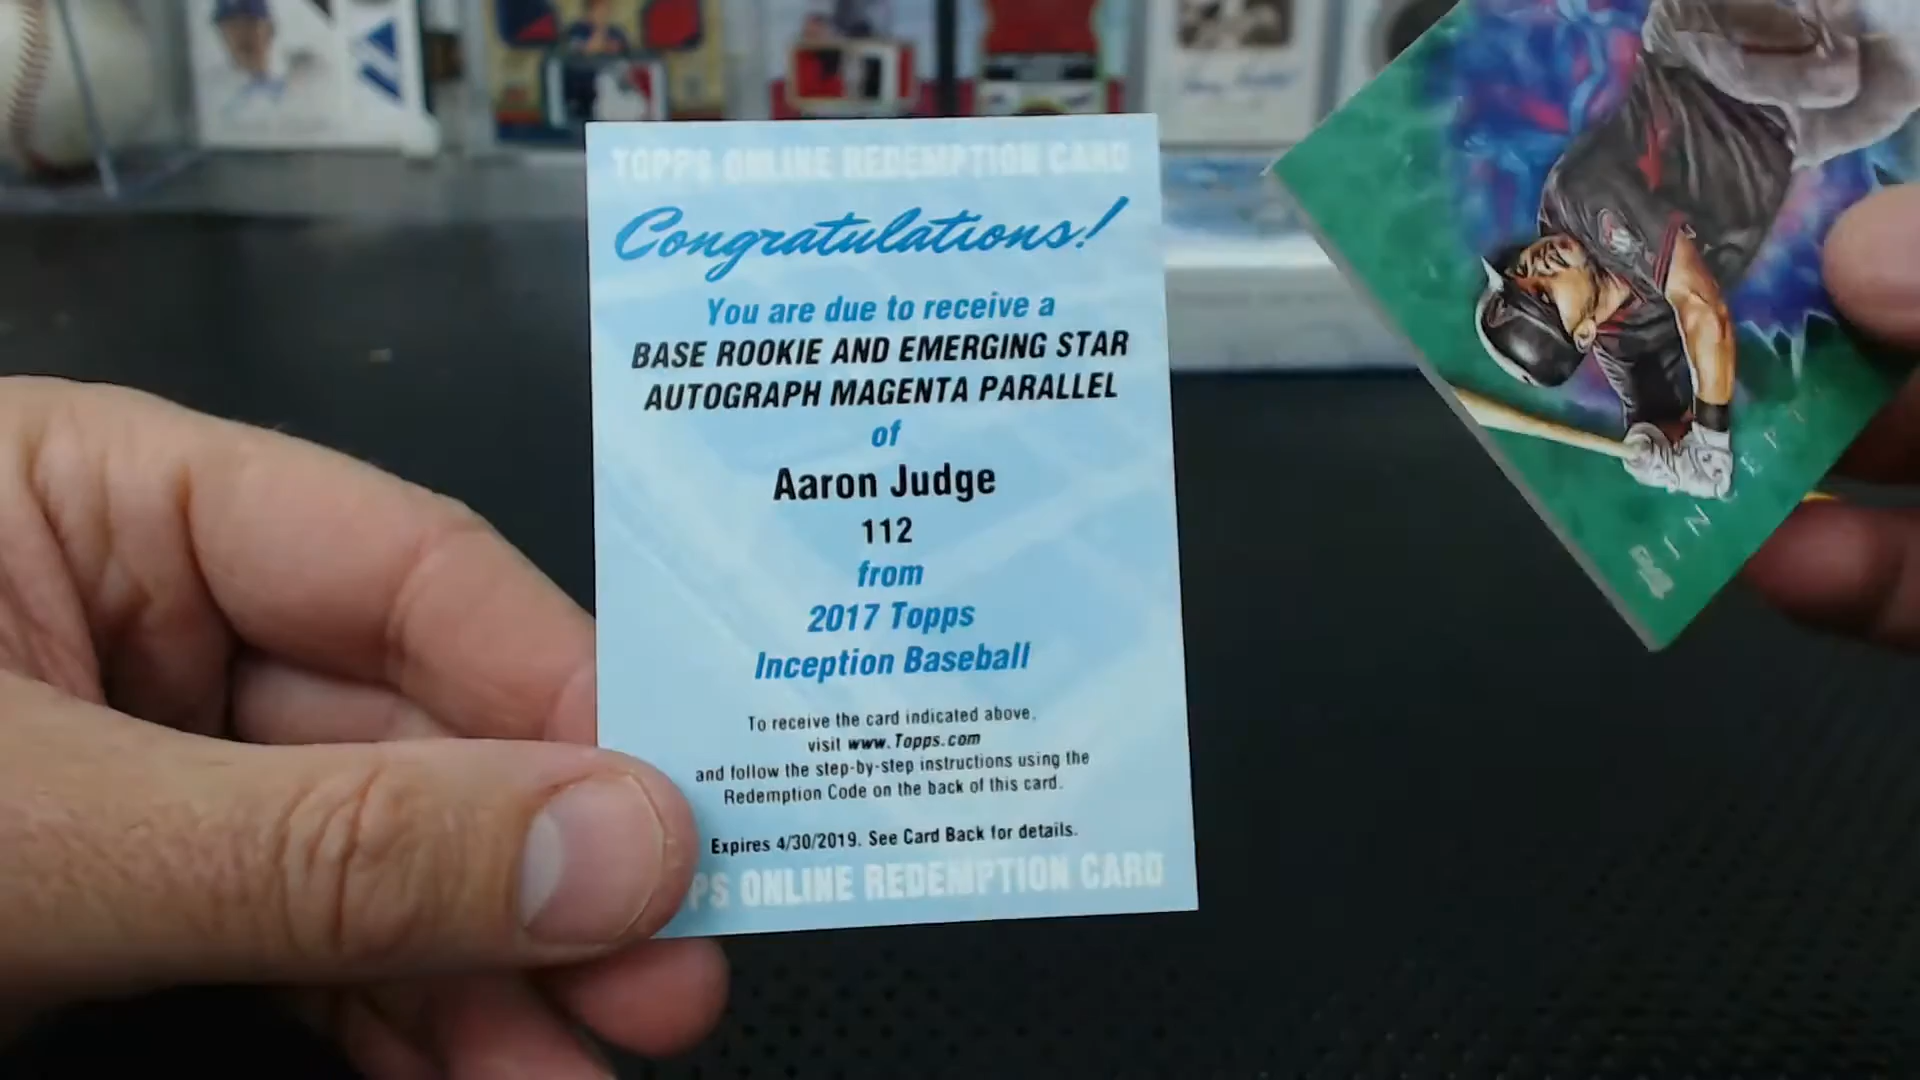 TOPPS ONLINE REDEMPTION CARD
Congratulations!
You are due to receive a
BASE ROOKIE AND EMERGING STAR
AUTOGRAPH MAGENTA PARALLEL
of
Aaron Judge
112
from
2017 Topps
Inception Baseball
To receive the card indicated above,
visit www.Topps.com
and follow the step-by-step instructions using the
Redemption Code on the back of this card.
Expires 4/30/2019. See Card Back for details.
PS ONLINE REDEMPTION CARD
INCEPT